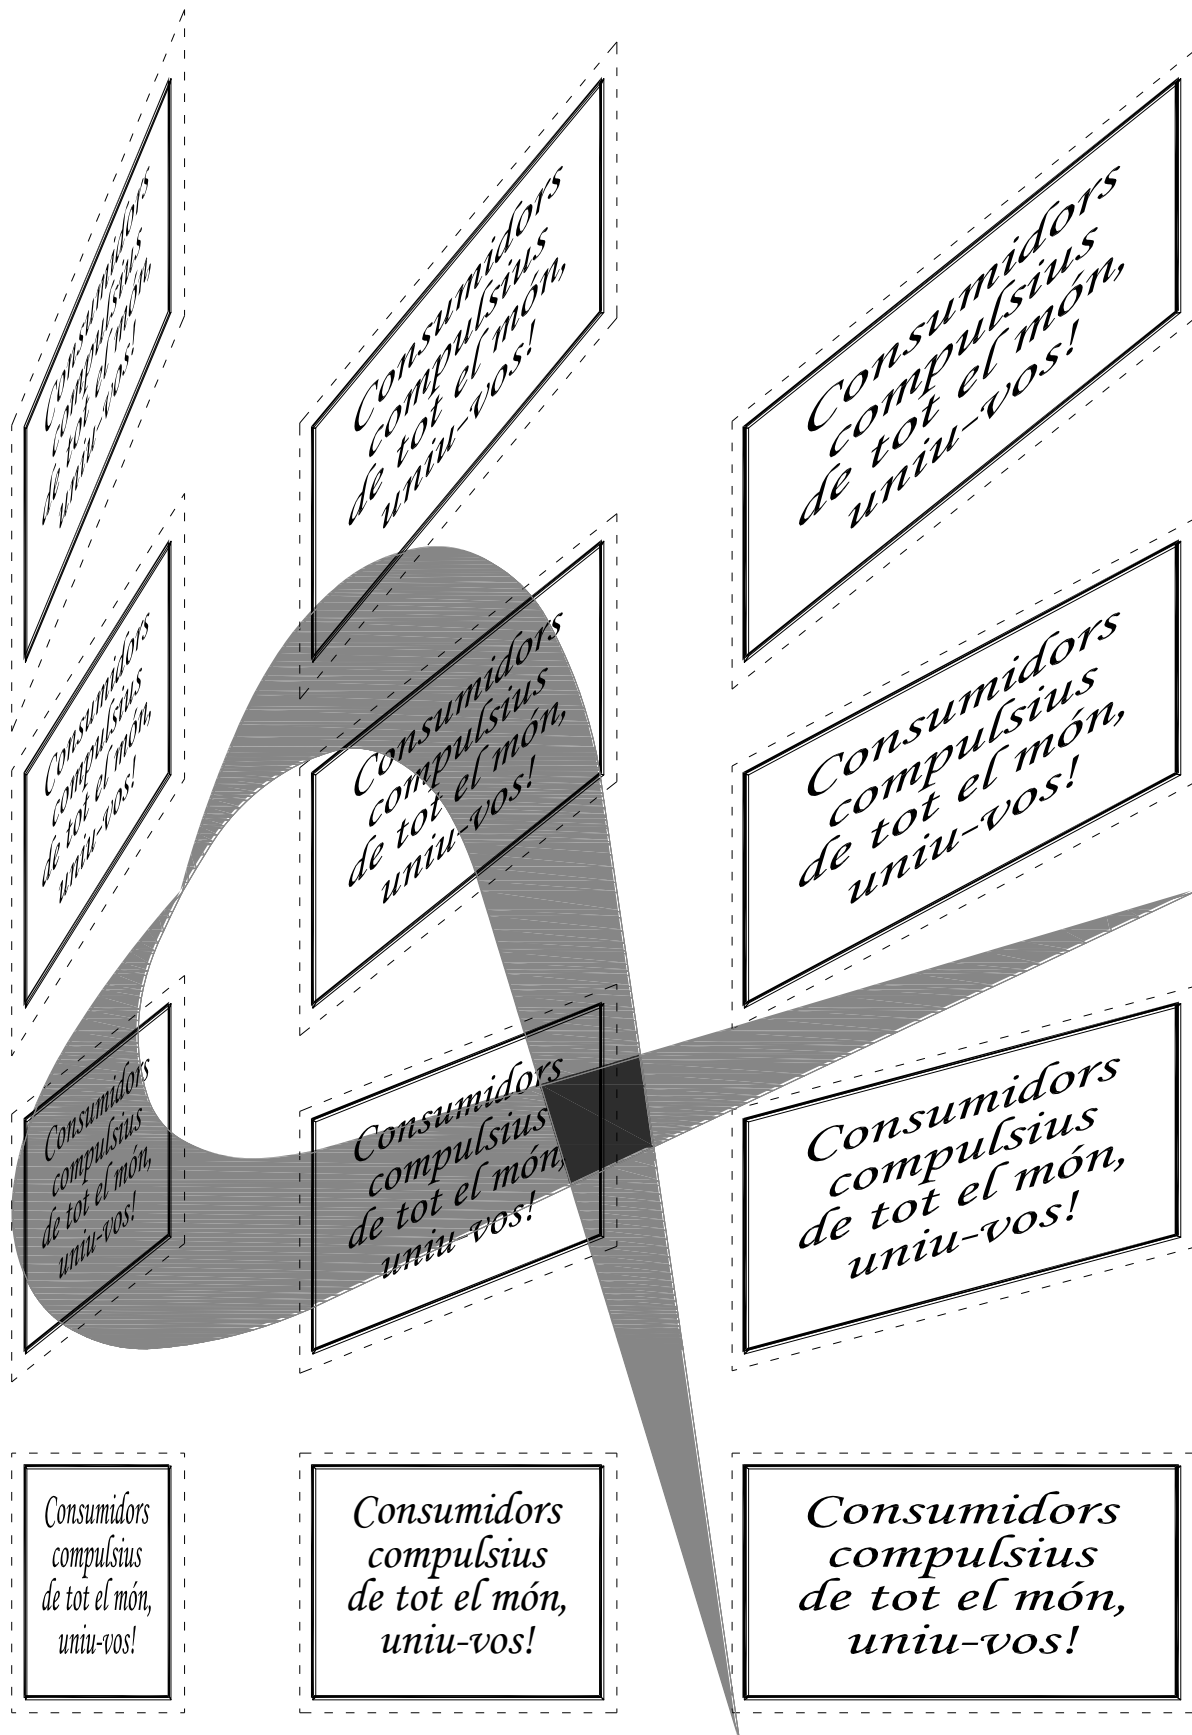 Consumidors
compulsius
de tot el món,
uniu-vos!
Consumidors
compulsius
de tot el món,
uniu-vos!
Consumidors
compulsius
de tot el món,
uniu-vos!
Consumidors
compulsius
de tot el món,
uniu-vos!
Consumidors
compulsius
de tot el món,
uniu-vos!
Consumidors
compulsius
de tot el món,
uniu-vos!
Consumidors
compulsius
de tot el món,
uniu-vos!
Consumidors
compulsius
de tot el món,
uniu-vos!
Consumidors
compulsius
de tot el món,
uniu-vos!
Consumidors
compulsius
de tot el món,
uniu-vos!
Consumidors
compulsius
de tot el món,
uniu-vos!
Consumidors
compulsius
de tot el món,
uniu-vos!